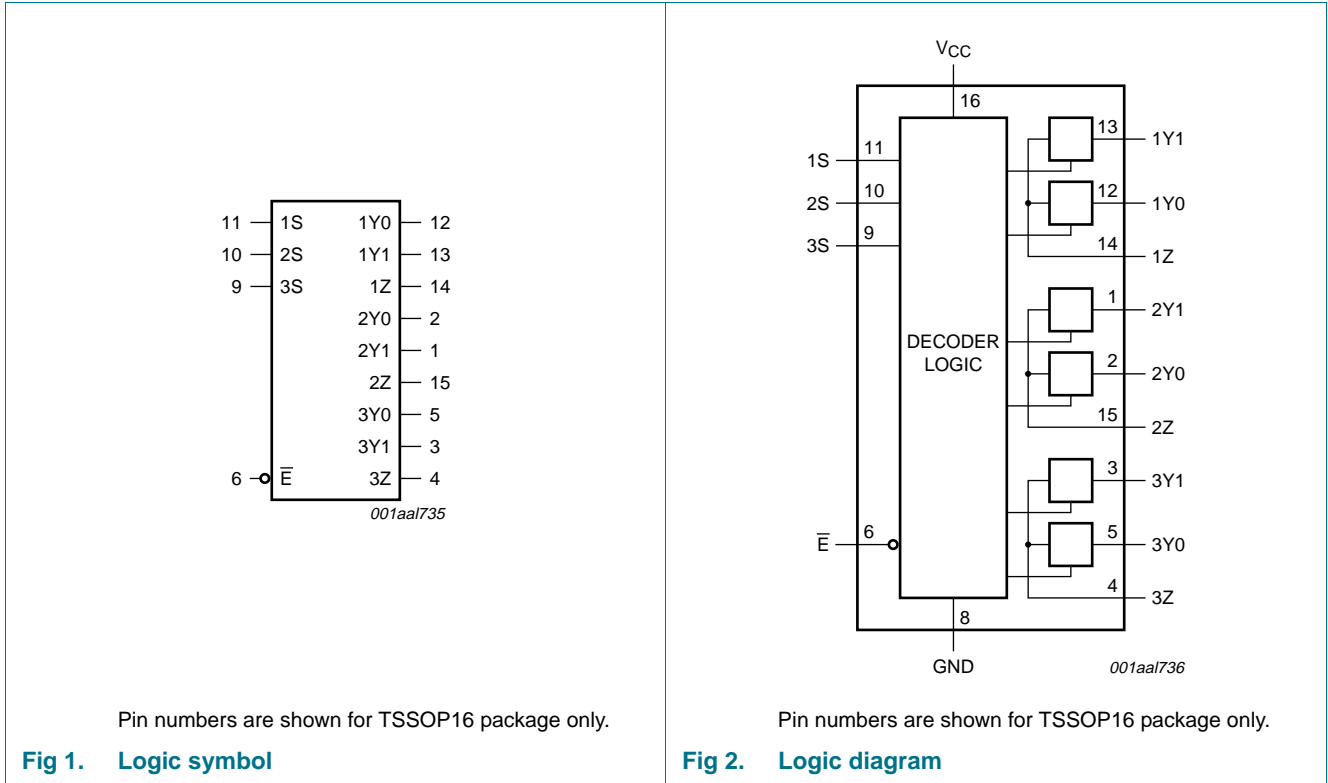 11 1S 1Y0 12
10 2S 1Y1 13
9 3S 1Z 14
2Y0 2
2Y1 1
2Z 15
3Y0 5
3Y1 3
6 E̅ 3Z 4
001aal735
Pin numbers are shown for TSSOP16 package only.
Fig 1. Logic symbol
VCC
16
13 1Y1
1S 11
12 1Y0
2S 10
3S 9
14 1Z
1 2Y1
DECODER
LOGIC
2 2Y0
15 2Z
3 3Y1
E̅ 6
5 3Y0
4 3Z
8
GND
001aal736
Pin numbers are shown for TSSOP16 package only.
Fig 2. Logic diagram